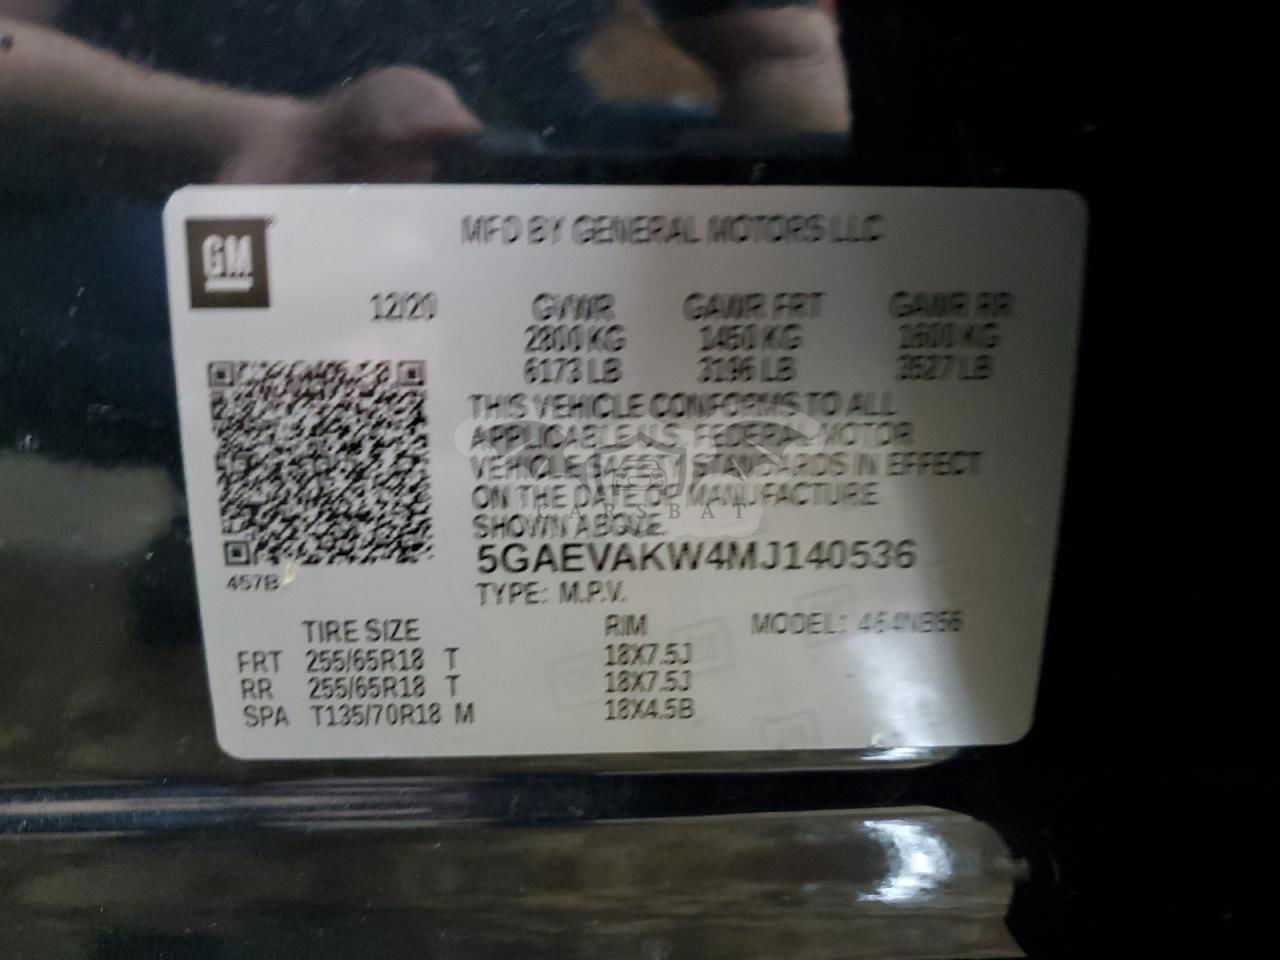 GM
MFD BY GENERAL MOTORS LLC
12/20 GVWR GAWR FRT GAWR RR
2800 KG 1450 KG 1600 KG
6173 LB 3196 LB 3527 LB
THIS VEHICLE CONFORMS TO ALL
APPLICABLE U.S. FEDERAL MOTOR
VEHICLE SAFETY STANDARDS IN EFFECT
ON THE DATE OF MANUFACTURE
SHOWN ABOVE.
CARSBAT
5GAEVAKW4MJ140536
457B
TYPE: M.P.V.
TIRE SIZE RIM MODEL: 464NB56
FRT 255/65R18 T 18X7.5J
RR 255/65R18 T 18X7.5J
SPA T135/70R18 M 18X4.5B